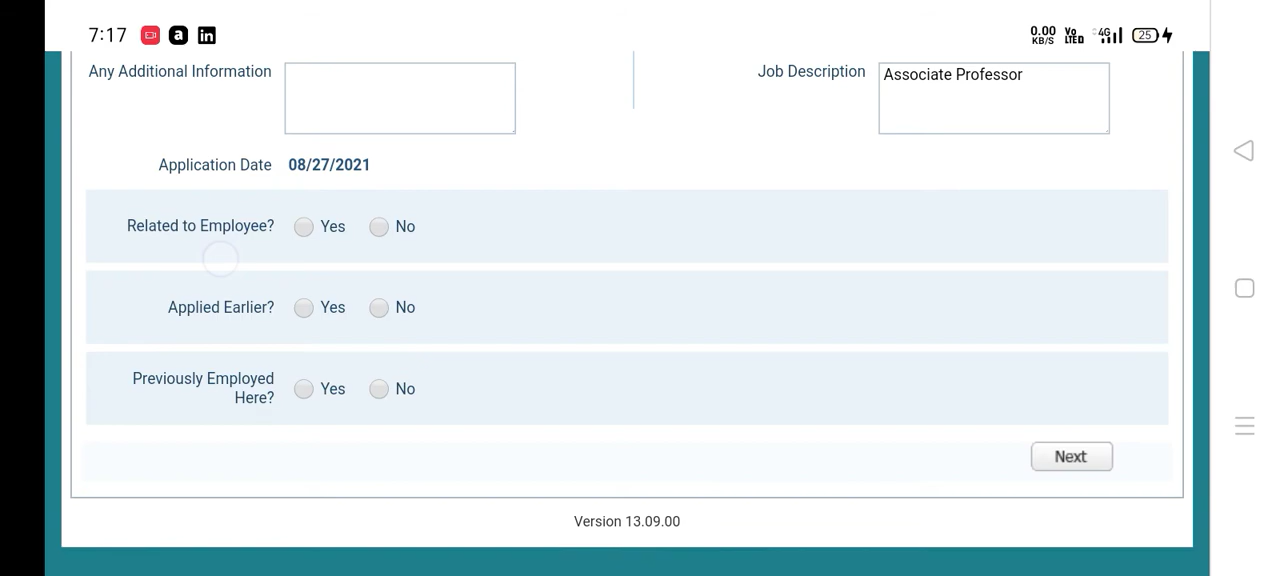 7:17 a in 0.00 KB/S Vo LTED 4G 25
Any Additional Information Job Description Associate Professor
Application Date 08/27/2021
Related to Employee? Yes No
Applied Earlier? Yes No
Previously Employed Here? Yes No
Next
Version 13.09.00